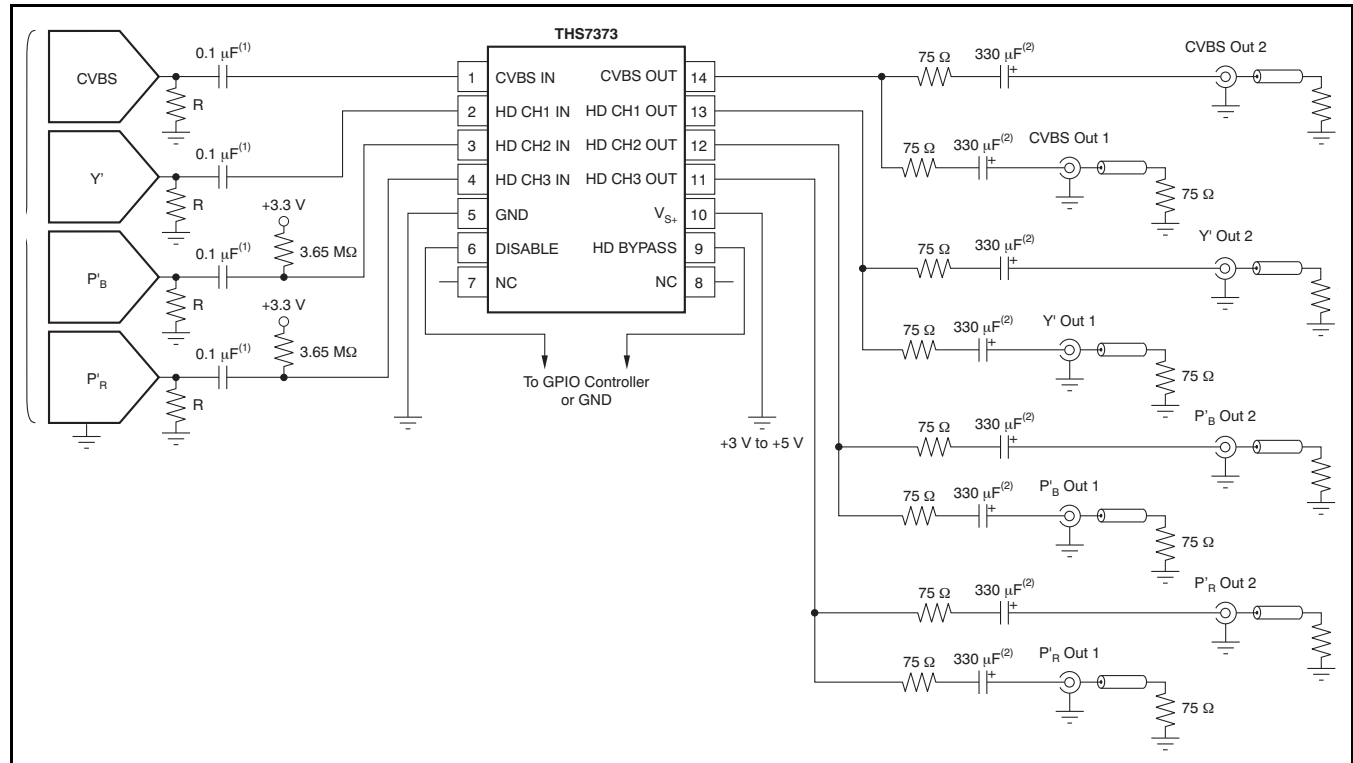 THS7373
CVBS
0.1 μF(1)
R
Y'
0.1 μF(1)
R
+3.3 V
3.65 MΩ
P'B
0.1 μF(1)
R
+3.3 V
3.65 MΩ
P'R
0.1 μF(1)
R
1 CVBS IN CVBS OUT 14
2 HD CH1 IN HD CH1 OUT 13
3 HD CH2 IN HD CH2 OUT 12
4 HD CH3 IN HD CH3 OUT 11
5 GND VS+ 10
6 DISABLE HD BYPASS 9
7 NC NC 8
To GPIO Controller
or GND
+3 V to +5 V
75 Ω 330 μF(2) + CVBS Out 2
75 Ω 330 μF(2) + CVBS Out 1
75 Ω
75 Ω 330 μF(2) + Y' Out 2
75 Ω 330 μF(2) + Y' Out 1
75 Ω
75 Ω 330 μF(2) + P'B Out 2
75 Ω 330 μF(2) + P'B Out 1
75 Ω
75 Ω 330 μF(2) + P'R Out 2
75 Ω 330 μF(2) + P'R Out 1
75 Ω